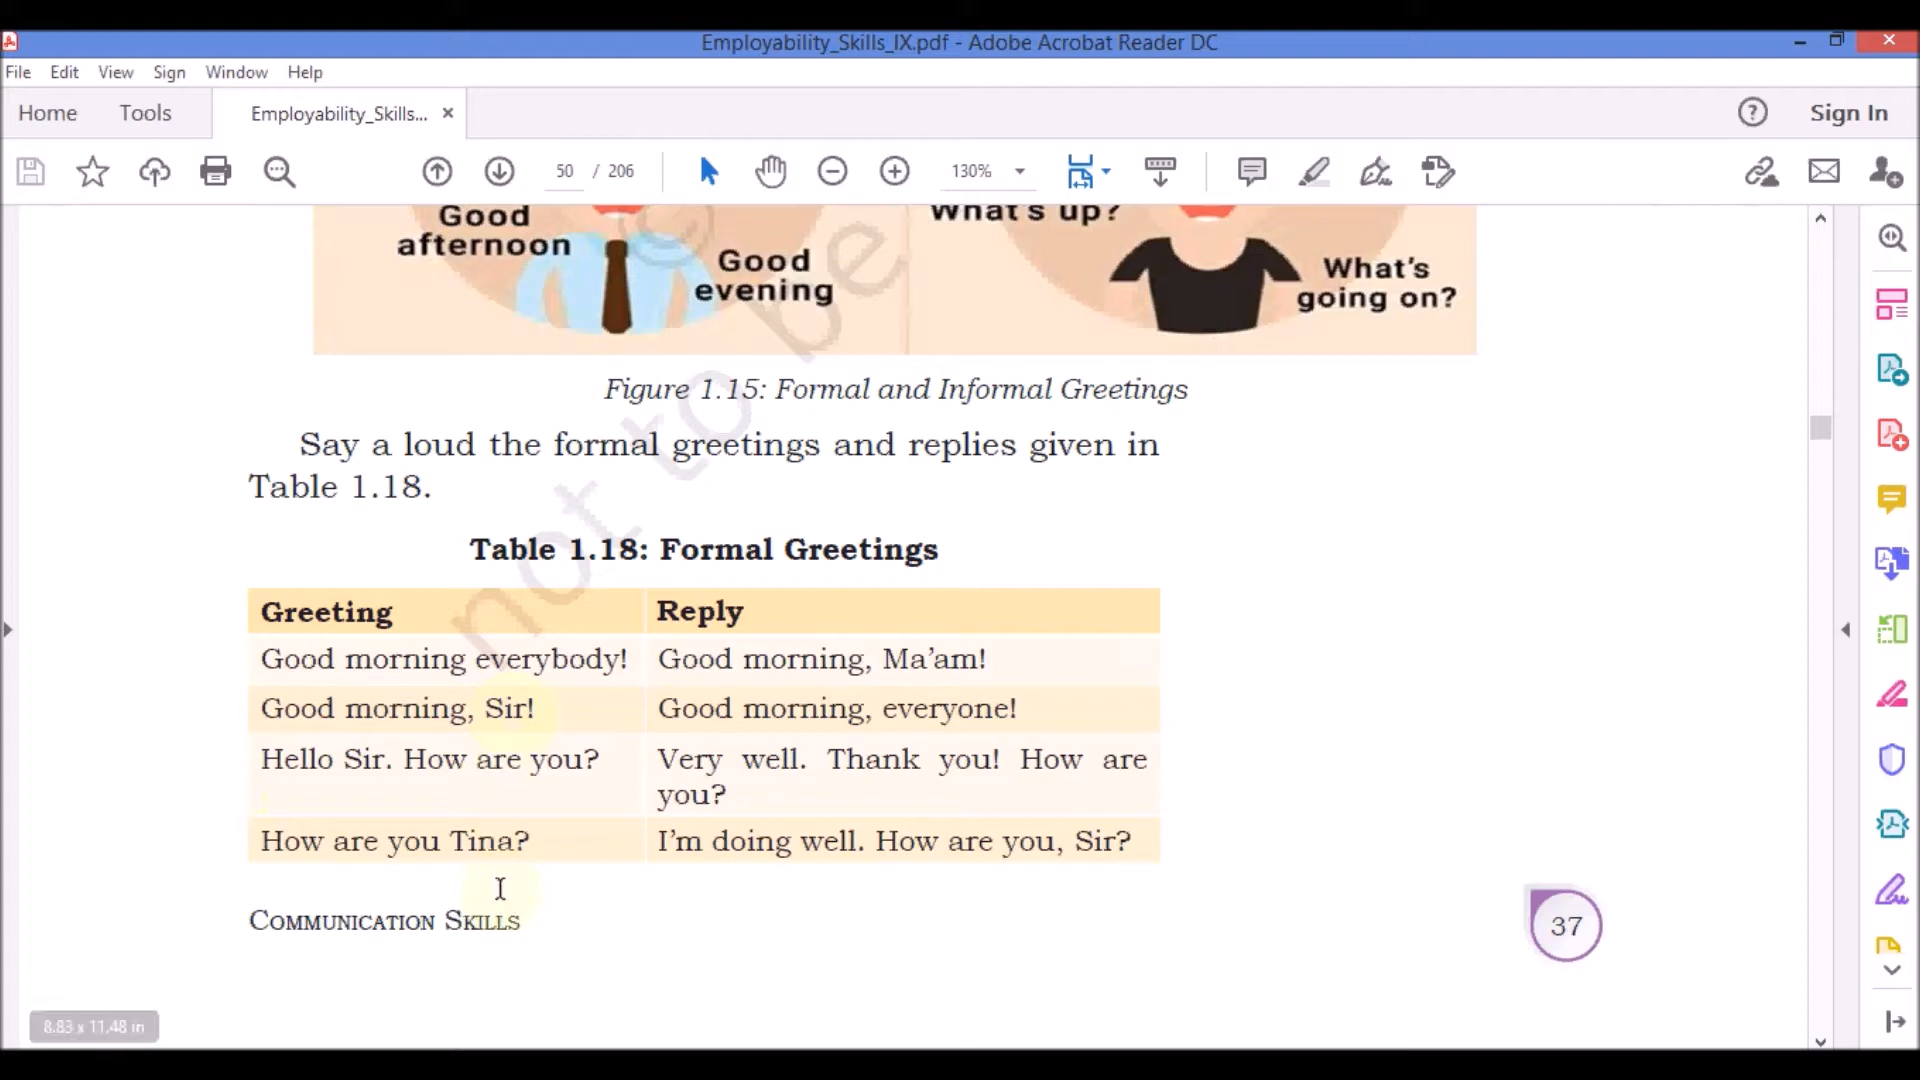 Employability_Skills_IX.pdf - Adobe Acrobat Reader DC
File Edit View Sign Window Help
Home Tools Employability_Skills... × Sign In
50 / 206 130%
Good
afternoon
Good
evening
What's up?
What's
going on?
Figure 1.15: Formal and Informal Greetings
Say a loud the formal greetings and replies given in
Table 1.18.
Table 1.18: Formal Greetings
Greeting Reply
Good morning everybody! Good morning, Ma’am!
Good morning, Sir! Good morning, everyone!
Hello Sir. How are you? Very well. Thank you! How are
you?
How are you Tina? I’m doing well. How are you, Sir?
Communication Skills
37
8.83 x 11.48 in
© not to be